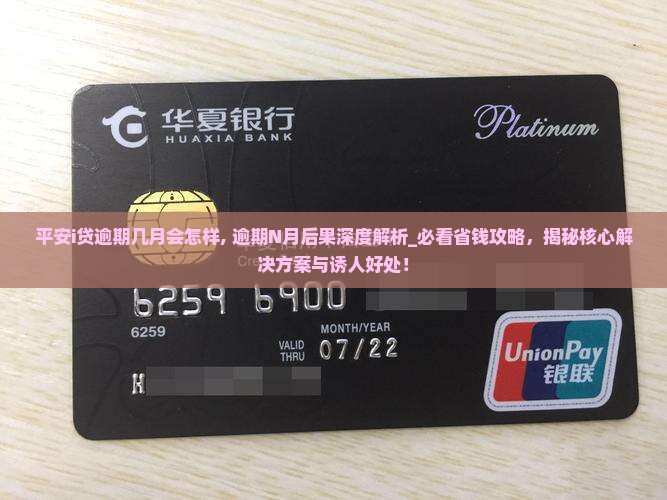 华夏银行
HUAXIA BANK
Platinum
平安i贷逾期几月会怎样, 逾期N月后果深度解析_必看省钱攻略，揭秘核心解
决方案与诱人好处！
Cre
6259 6900
6259
MONTH/YEAR
VALID
THRU 07/22
H
UnionPay
银联